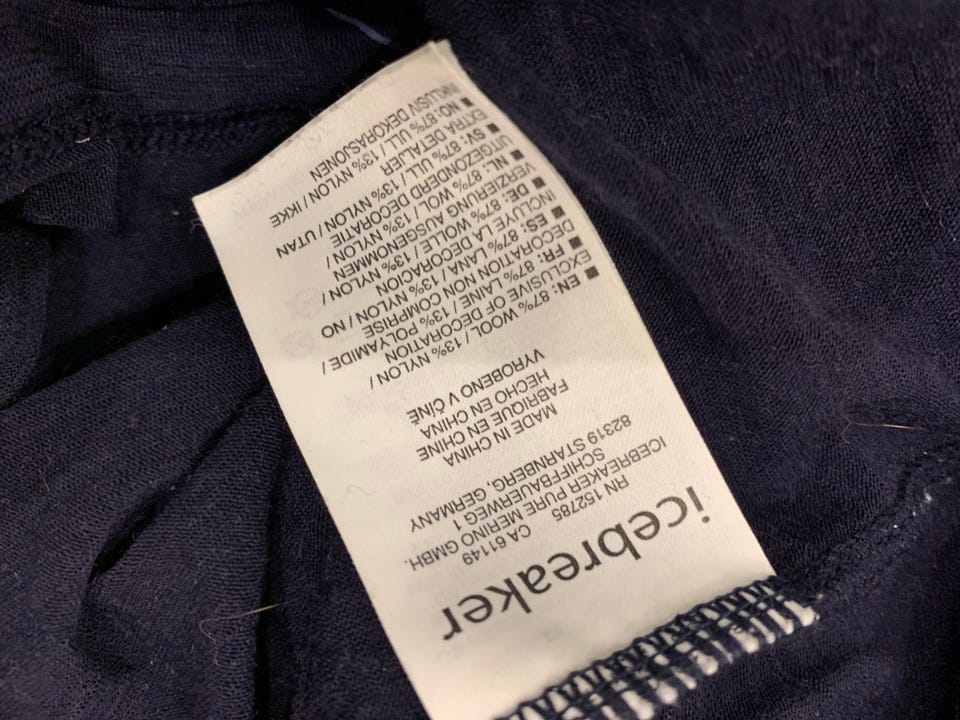 icebreaker
RN 152785 CA 61149
ICEBREAKER PURE MERINO GMBH.
SCHIFFBAUERWEG 1
82319 STARNBERG, GERMANY
MADE IN CHINA
FABRIQUE EN CHINE
HECHO EN CHINA
VYROBENO V ČÍNĚ
■ EN: 87% WOOL / 13% NYLON /
EXCLUSIVE OF DECORATION
■ FR: 87% LAINE / 13% POLYAMIDE /
DECORATION NON COMPRISE
■ ES: 87% LANA / 13% NYLON / NO
INCLUYE LA DECORACION
■ DE: 87% WOLLE / 13% NYLON /
VERZIERUNG AUSGENOMMEN
■ NL: 87% WOL / 13% NYLON /
UITGEZONDERD DECORATIE
■ SV: 87% ULL / 13% NYLON / UTAN
EXTRA DETALJER
■ NO: 87% ULL / 13% NYLON / IKKE
INKLUSIV DEKORASJONEN